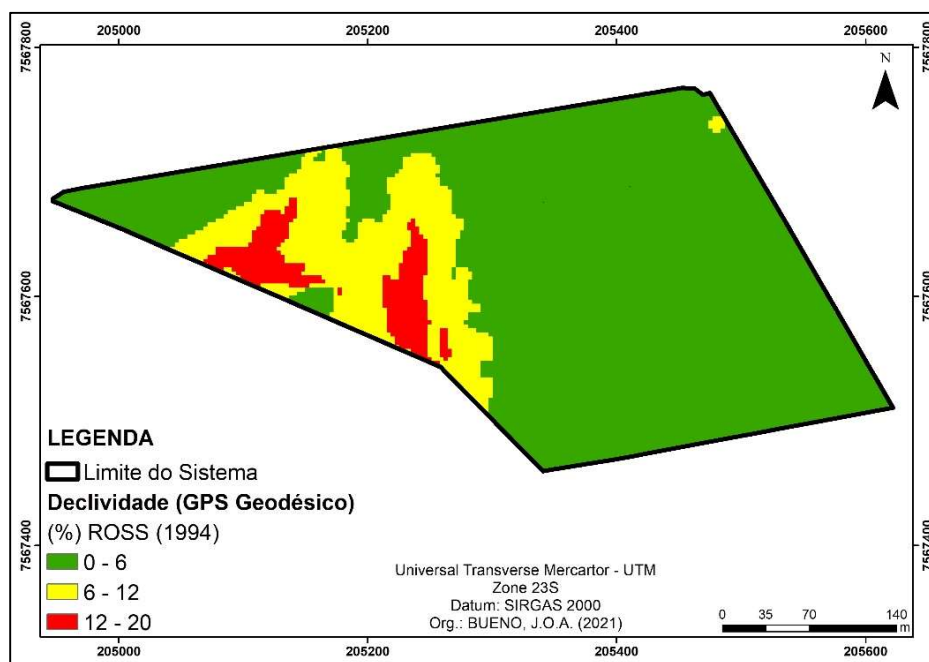 205000 205200 205400 205600
7567800 7567800
N
7567600 7567600
LEGENDA
Limite do Sistema
Declividade (GPS Geodésico)
(%) ROSS (1994)
0 - 6
6 - 12
12 - 20
7567400 7567400
Universal Transverse Mercartor - UTM
Zone 23S
Datum: SIRGAS 2000
Org.: BUENO, J.O.A. (2021)
0 35 70 140
m
205000 205200 205400 205600